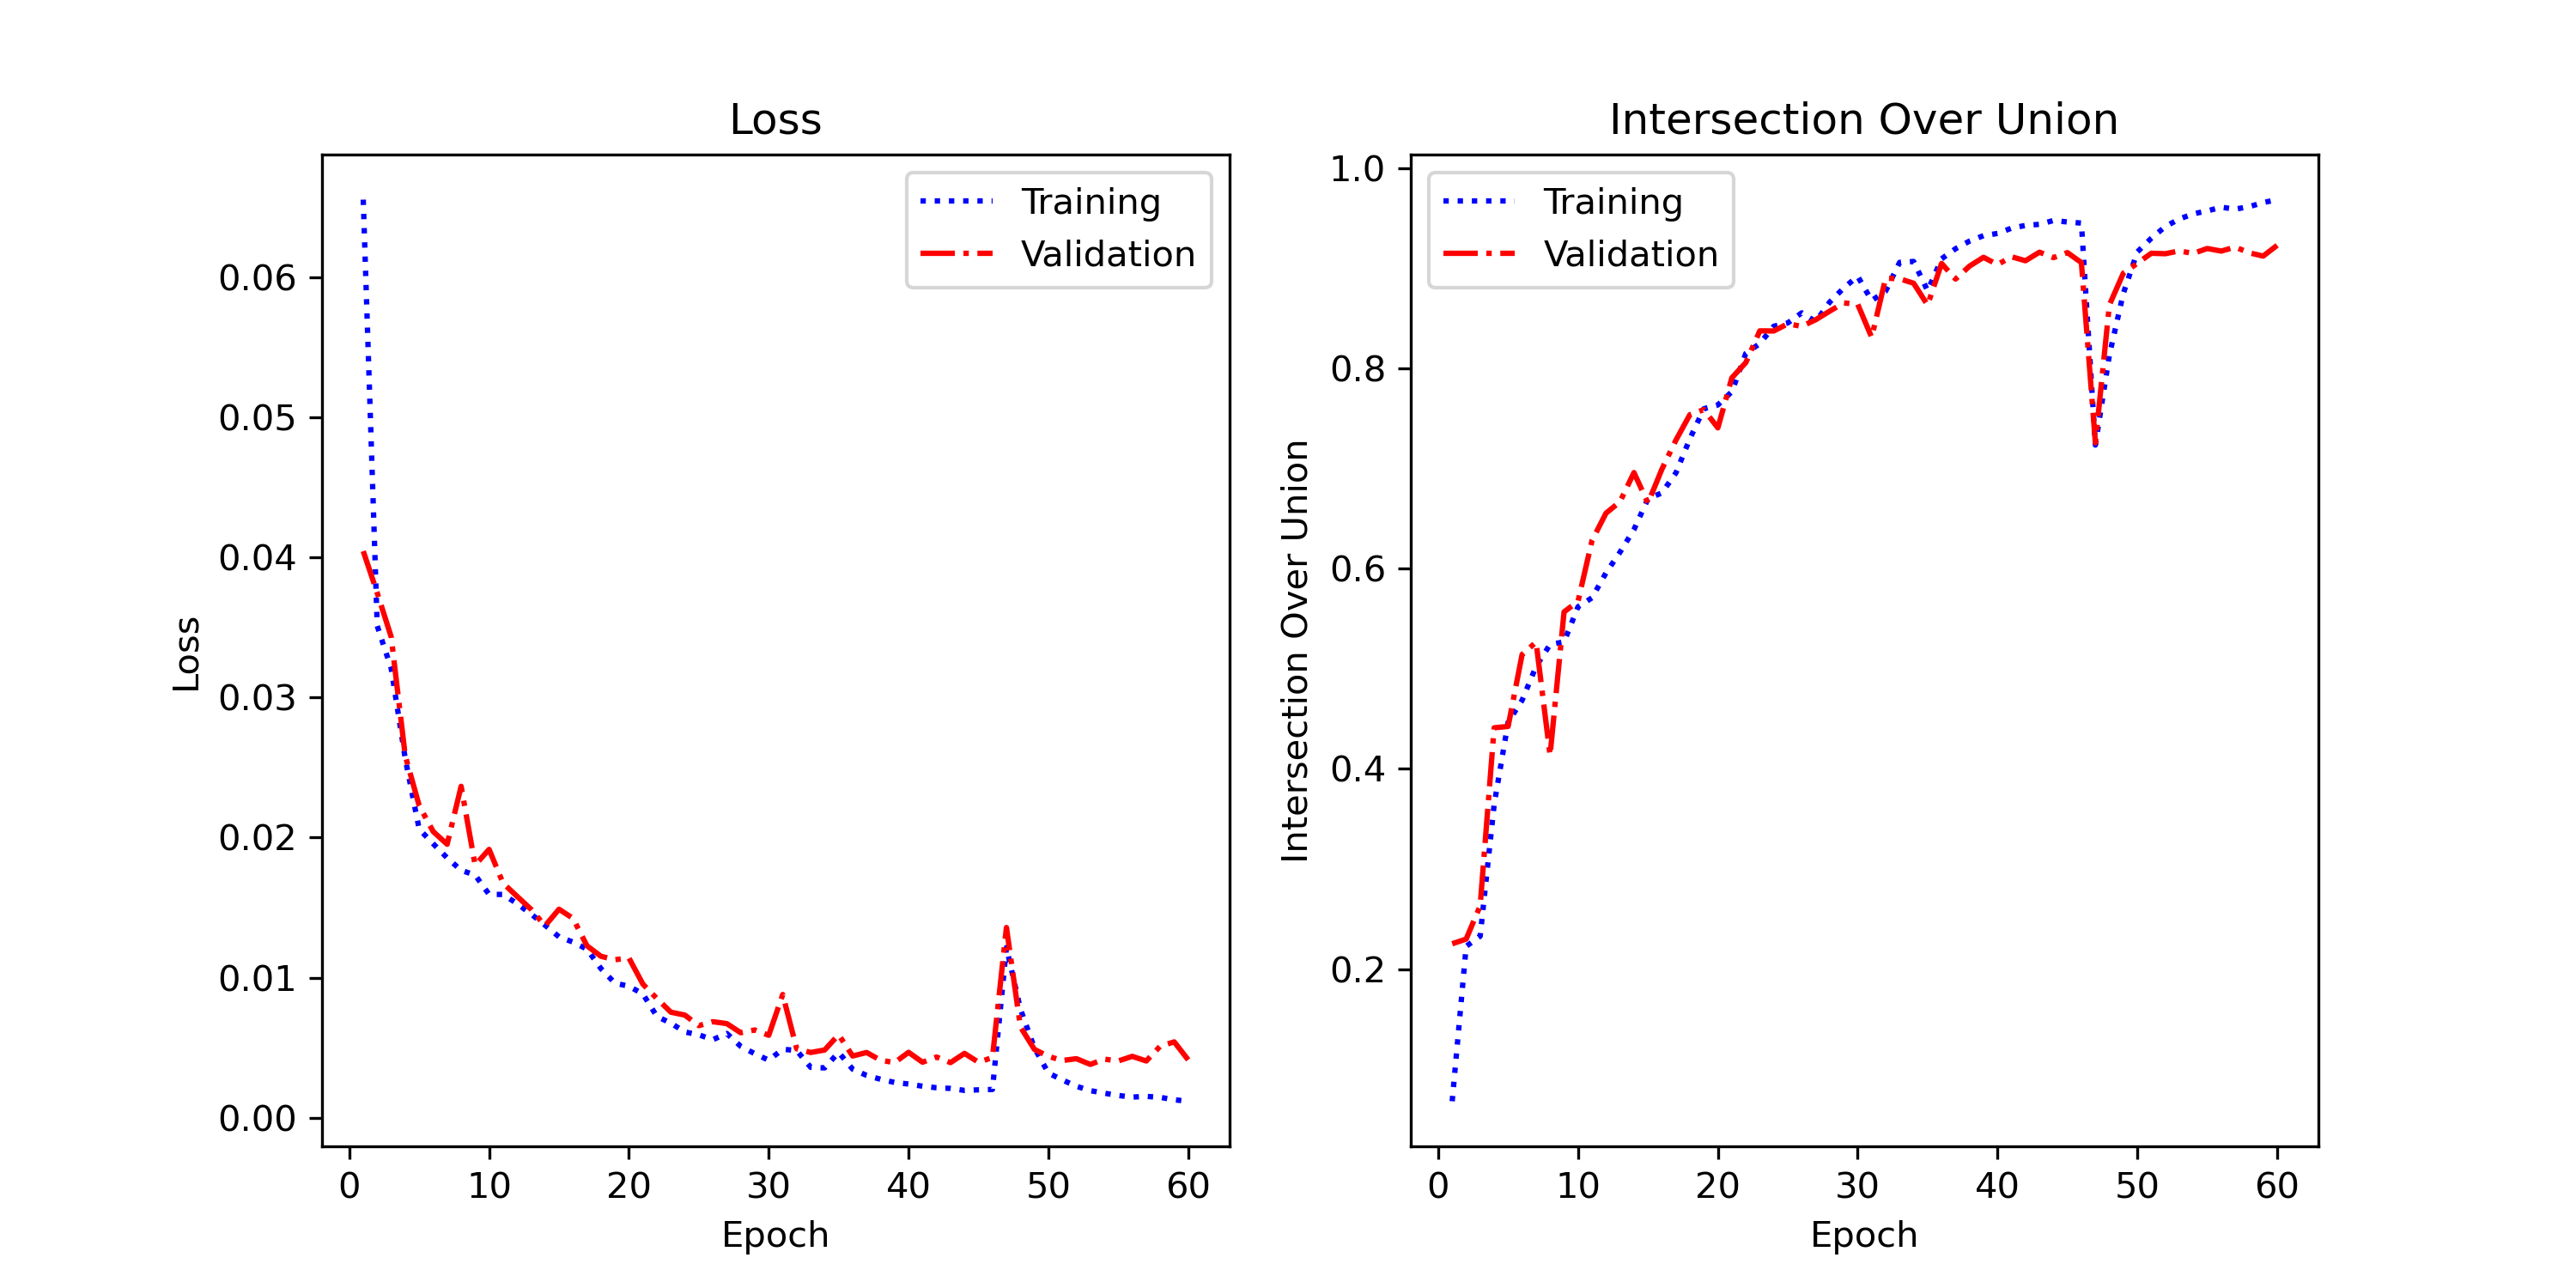 Loss
Training
Validation
0.06
0.05
0.04
0.03
0.02
0.01
0.00
Loss
0 10 20 30 40 50 60
Epoch
Intersection Over Union
Training
Validation
1.0
0.8
0.6
0.4
0.2
Intersection Over Union
0 10 20 30 40 50 60
Epoch